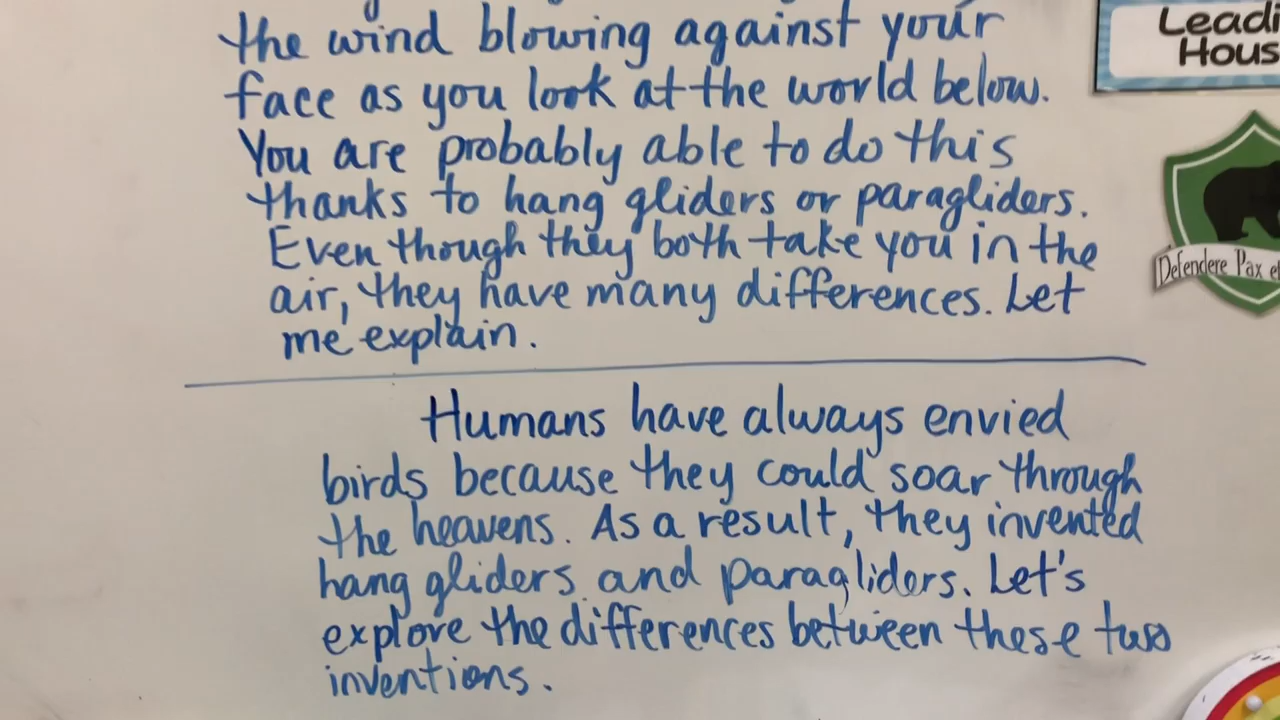 the wind blowing against your
face as you look at the world below.
You are probably able to do this
thanks to hang gliders or paragliders.
Even though they both take you in the
air, they have many differences. Let
me explain.
Humans have always envied
birds because they could soar through
the heavens. As a result, they invented
hang gliders and paragliders. Let's
explore the differences between these two
inventions.
Defendere Pax